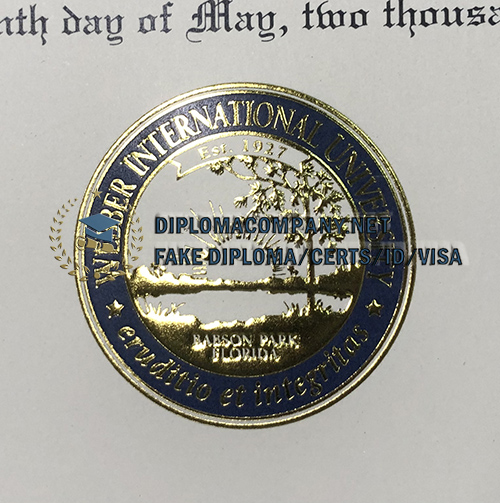 nth day of May, two thousa
WEBBER INTERNATIONAL UNIVERSITY
Est. 1927
DIPLOMACOMPANY.NET
FAKE DIPLOMA/CERTS/ID/VISA
BABSON PARK
FLORIDA
★ eruditio et integritas ★